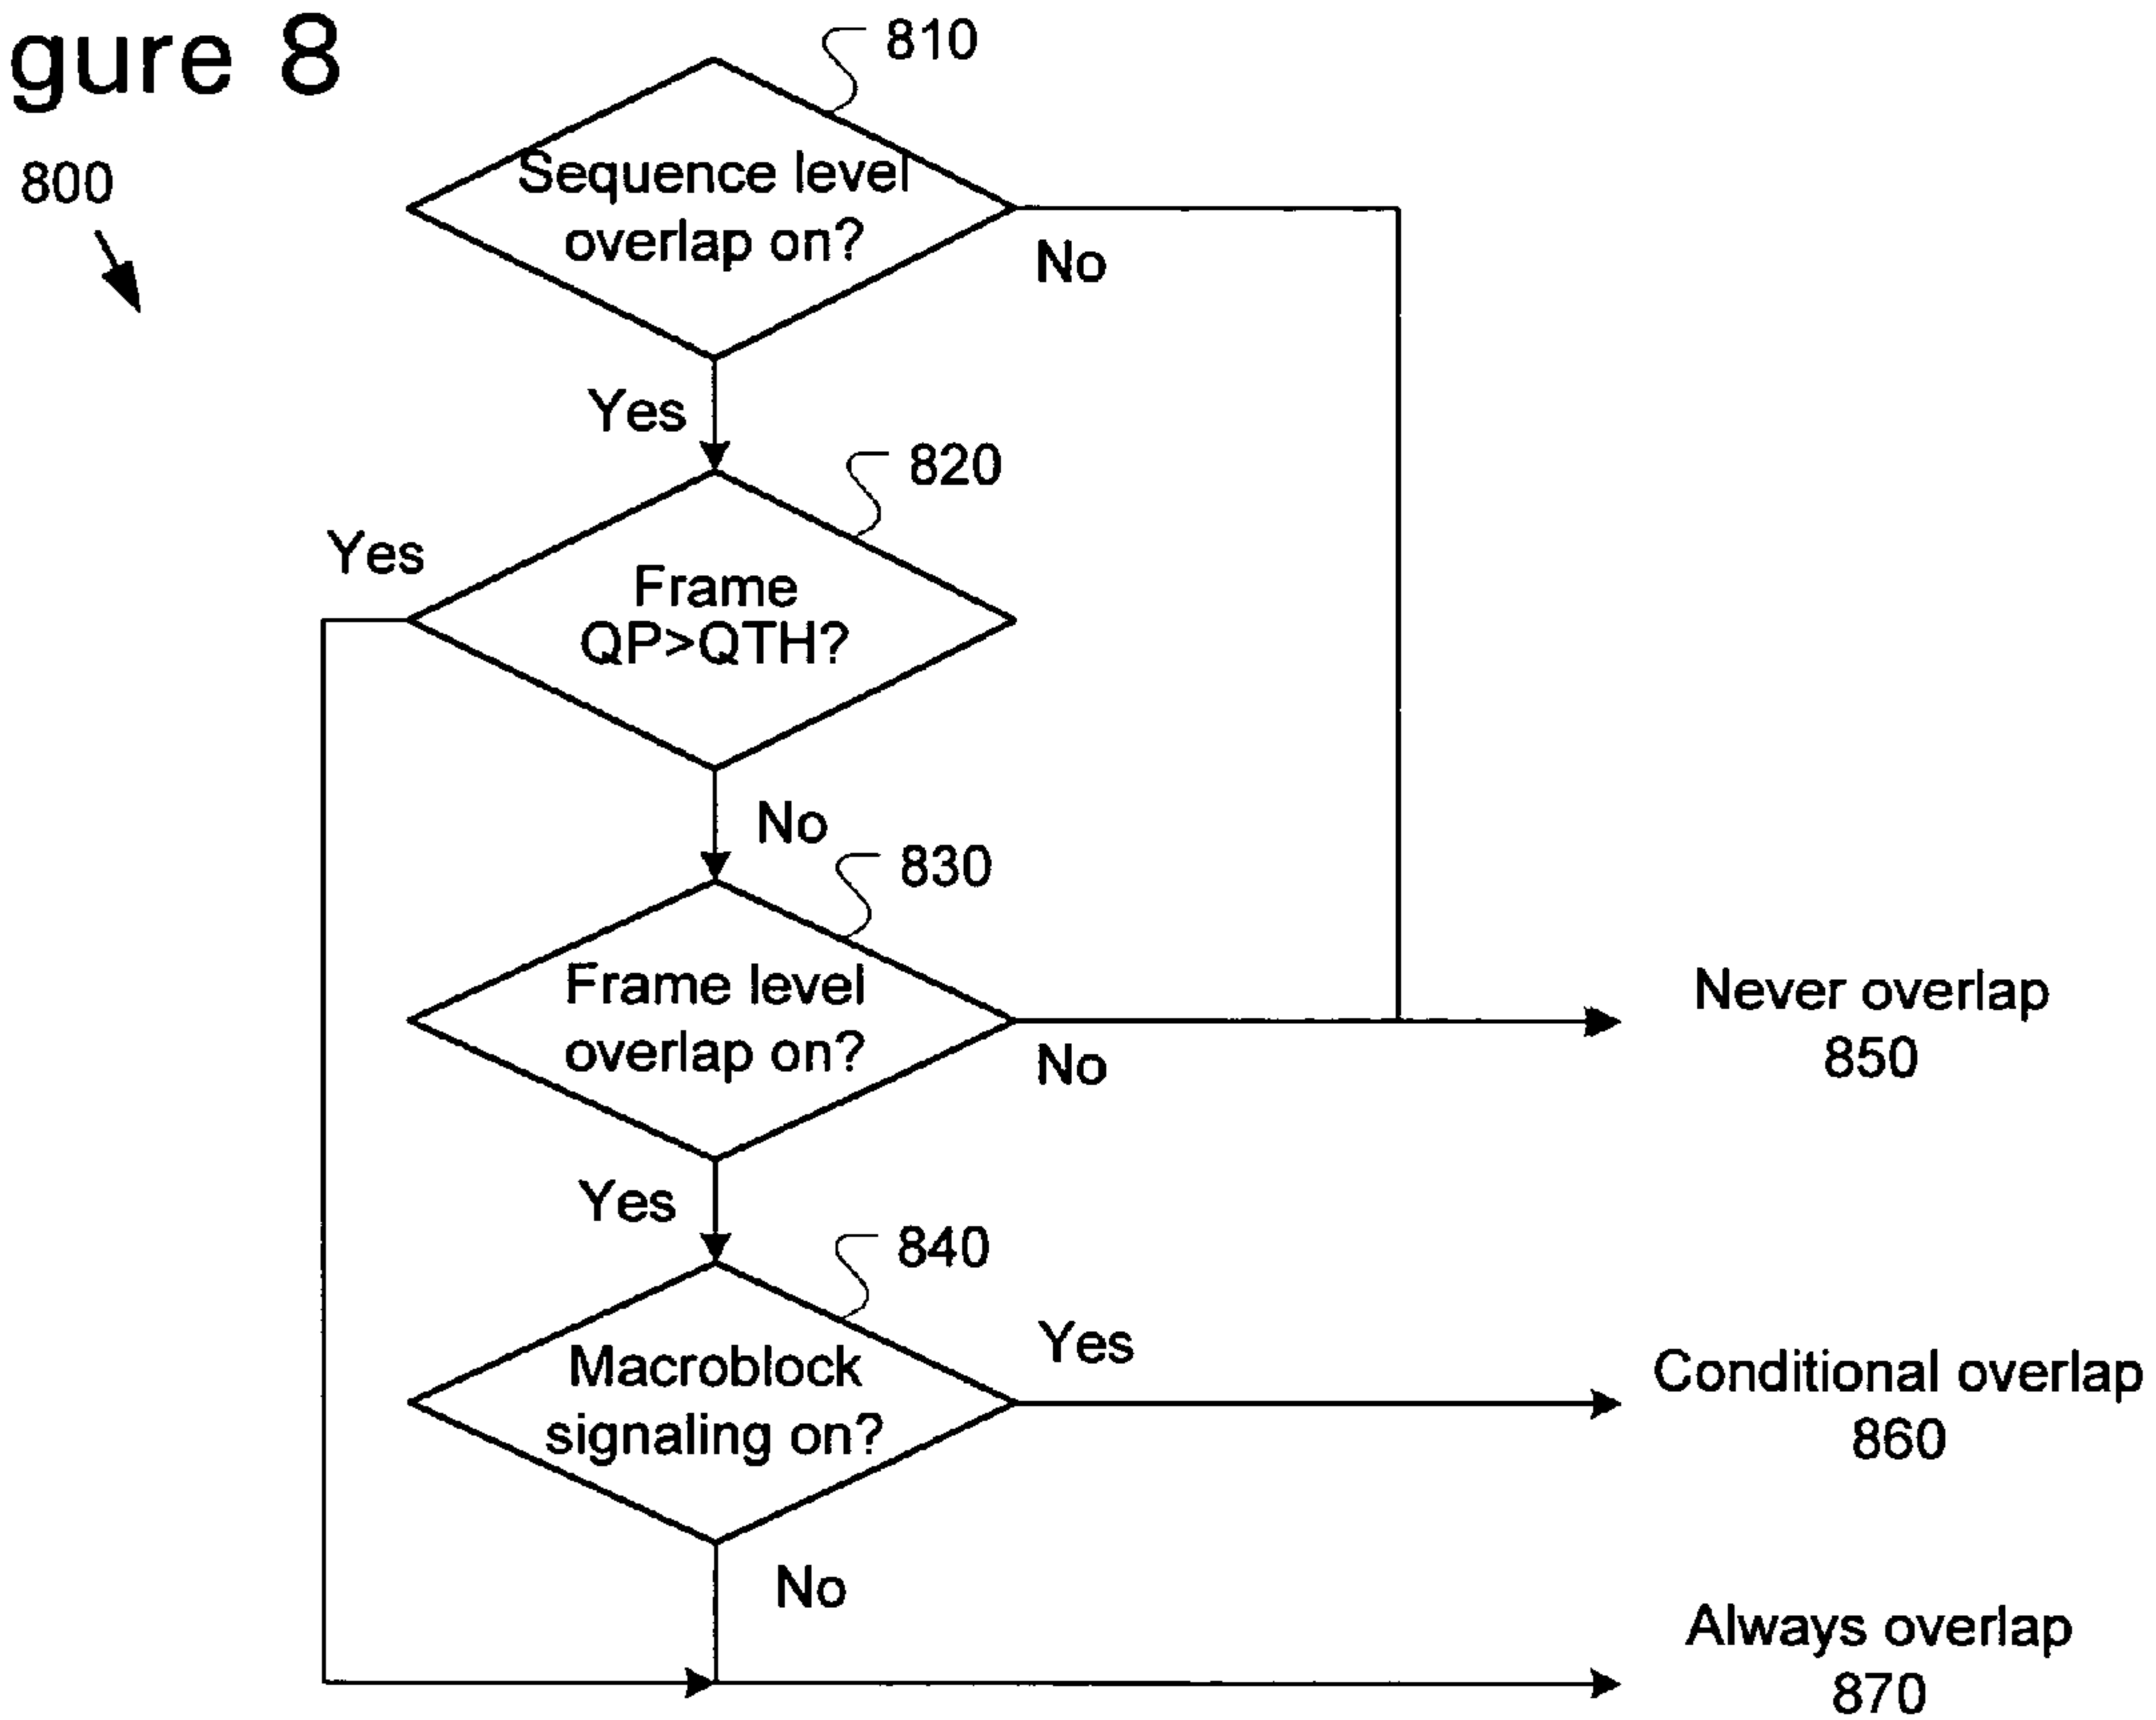 gure 8
800
810
Sequence level
overlap on?
No
Yes
820
Yes
Frame
QP>QTH?
No
830
Frame level
overlap on?
No
Never overlap
850
Yes
840
Macroblock
signaling on?
Yes
Conditional overlap
860
No
Always overlap
870